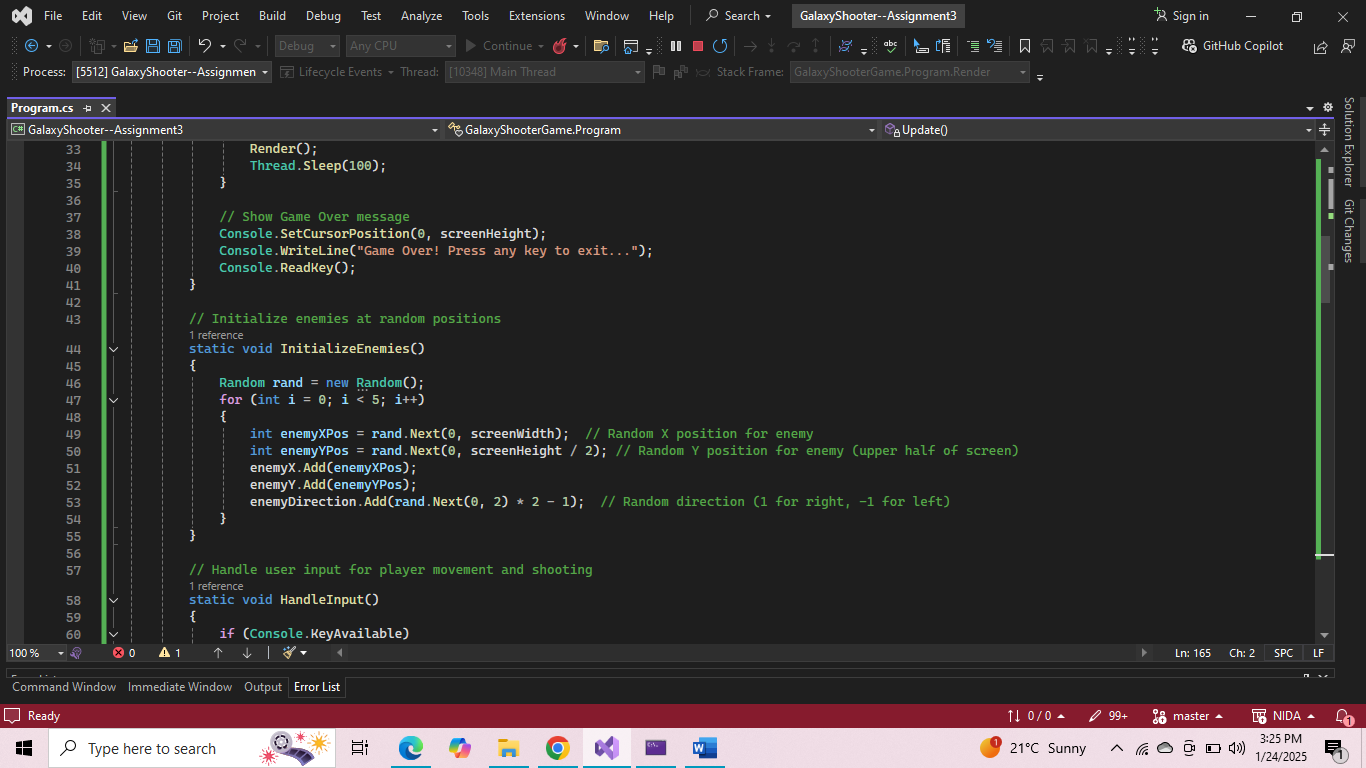 File Edit View Git Project Build Debug Test Analyze Tools Extensions Window Help Search GalaxyShooter--Assignment3 Sign in
Debug Any CPU Continue GitHub Copilot
Process: [5512] GalaxyShooter--Assignmen Lifecycle Events Thread: [10348] Main Thread Stack Frame: GalaxyShooterGame.Program.Render
Program.cs
C# GalaxyShooter--Assignment3 GalaxyShooterGame.Program Update()
33 Render();
34 Thread.Sleep(100);
35 }
36
37 // Show Game Over message
38 Console.SetCursorPosition(0, screenHeight);
39 Console.WriteLine("Game Over! Press any key to exit...");
40 Console.ReadKey();
41 }
42
43 // Initialize enemies at random positions
1 reference
44 static void InitializeEnemies()
45 {
46 Random rand = new Random();
47 for (int i = 0; i < 5; i++)
48 {
49 int enemyXPos = rand.Next(0, screenWidth);  // Random X position for enemy
50 int enemyYPos = rand.Next(0, screenHeight / 2); // Random Y position for enemy (upper half of screen)
51 enemyX.Add(enemyXPos);
52 enemyY.Add(enemyYPos);
53 enemyDirection.Add(rand.Next(0, 2) * 2 - 1);  // Random direction (1 for right, -1 for left)
54 }
55 }
56
57 // Handle user input for player movement and shooting
1 reference
58 static void HandleInput()
59 {
60 if (Console.KeyAvailable)
Solution Explorer
Git Changes
100 % 0 1 Ln: 165 Ch: 2 SPC LF
Command Window Immediate Window Output Error List
Ready 0 / 0 99+ master NIDA 1
Type here to search 1 21°C Sunny 3:25 PM
1/24/2025 1